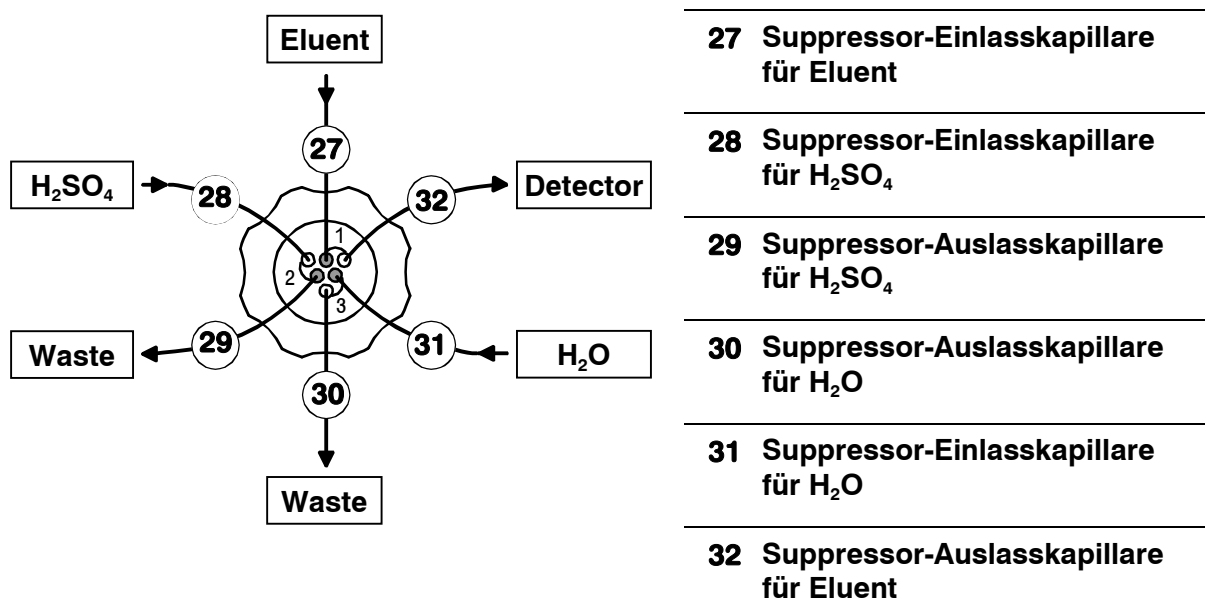 Eluent
27
H₂SO₄
28
32
Detector
1
2
3
Waste
29
31
H₂O
30
Waste
27 Suppressor-Einlasskapillare
für Eluent
28 Suppressor-Einlasskapillare
für H₂SO₄
29 Suppressor-Auslasskapillare
für H₂SO₄
30 Suppressor-Auslasskapillare
für H₂O
31 Suppressor-Einlasskapillare
für H₂O
32 Suppressor-Auslasskapillare
für Eluent